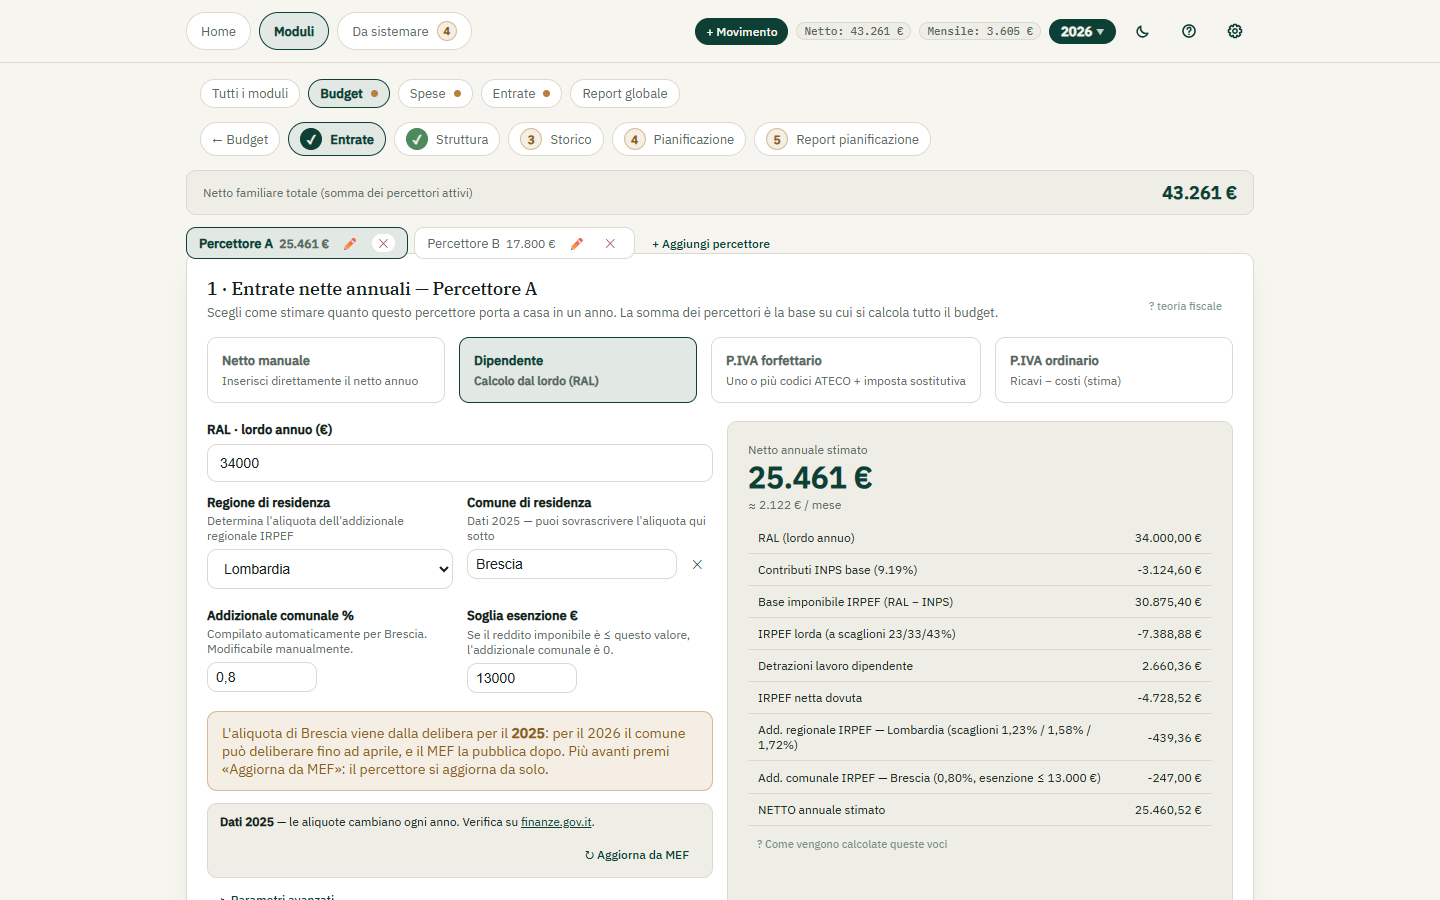 Home
Moduli
Da sistemare 4
+ Movimento
Netto: 43.261 €
Mensile: 3.605 €
2026 ▾
Tutti i moduli
Budget
Spese
Entrate
Report globale
← Budget
✓ Entrate
✓ Struttura
3 Storico
4 Pianificazione
5 Report pianificazione
Netto familiare totale (somma dei percettori attivi)
43.261 €
Percettore A 25.461 €
Percettore B 17.800 €
+ Aggiungi percettore
1 · Entrate nette annuali — Percettore A
Scegli come stimare quanto questo percettore porta a casa in un anno. La somma dei percettori è la base su cui si calcola tutto il budget.
? teoria fiscale
Netto manuale
Inserisci direttamente il netto annuo
Dipendente
Calcolo dal lordo (RAL)
P.IVA forfettario
Uno o più codici ATECO + imposta sostitutiva
P.IVA ordinario
Ricavi − costi (stima)
RAL · lordo annuo (€)
34000
Regione di residenza
Determina l'aliquota dell'addizionale
regionale IRPEF
Lombardia
Comune di residenza
Dati 2025 — puoi sovrascrivere l'aliquota qui
sotto
Brescia
Addizionale comunale %
Compilato automaticamente per Brescia.
Modificabile manualmente.
0,8
Soglia esenzione €
Se il reddito imponibile è ≤ questo valore,
l'addizionale comunale è 0.
13000
L'aliquota di Brescia viene dalla delibera per il 2025: per il 2026 il comune
può deliberare fino ad aprile, e il MEF la pubblica dopo. Più avanti premi
«Aggiorna da MEF»: il percettore si aggiorna da solo.
Dati 2025 — le aliquote cambiano ogni anno. Verifica su finanze.gov.it.
↻ Aggiorna da MEF
▸ Parametri avanzati
Netto annuale stimato
25.461 €
≈ 2.122 € / mese
RAL (lordo annuo) 34.000,00 €
Contributi INPS base (9.19%) -3.124,60 €
Base imponibile IRPEF (RAL − INPS) 30.875,40 €
IRPEF lorda (a scaglioni 23/33/43%) -7.388,88 €
Detrazioni lavoro dipendente 2.660,36 €
IRPEF netta dovuta -4.728,52 €
Add. regionale IRPEF — Lombardia (scaglioni 1,23% / 1,58% /
1,72%) -439,36 €
Add. comunale IRPEF — Brescia (0,80%, esenzione ≤ 13.000 €) -247,00 €
NETTO annuale stimato 25.460,52 €
? Come vengono calcolate queste voci